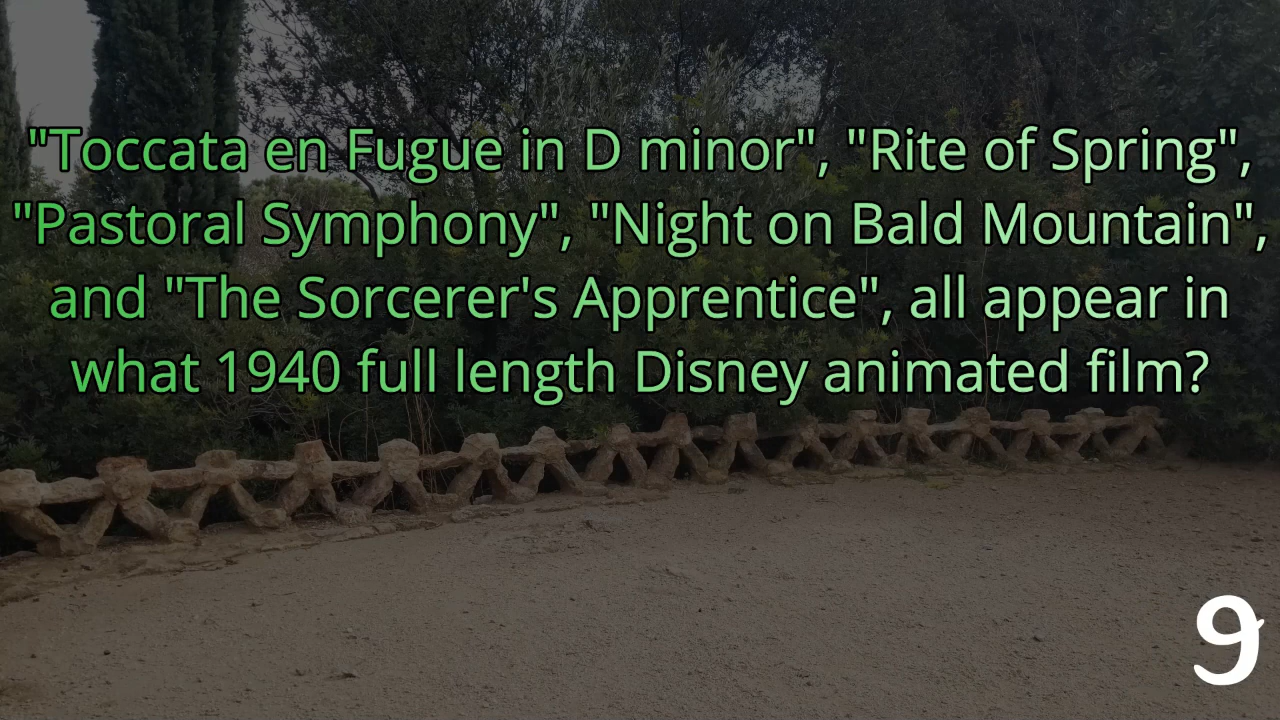 "Toccata en Fugue in D minor", "Rite of Spring",
"Pastoral Symphony", "Night on Bald Mountain",
and "The Sorcerer's Apprentice", all appear in
what 1940 full length Disney animated film?
9